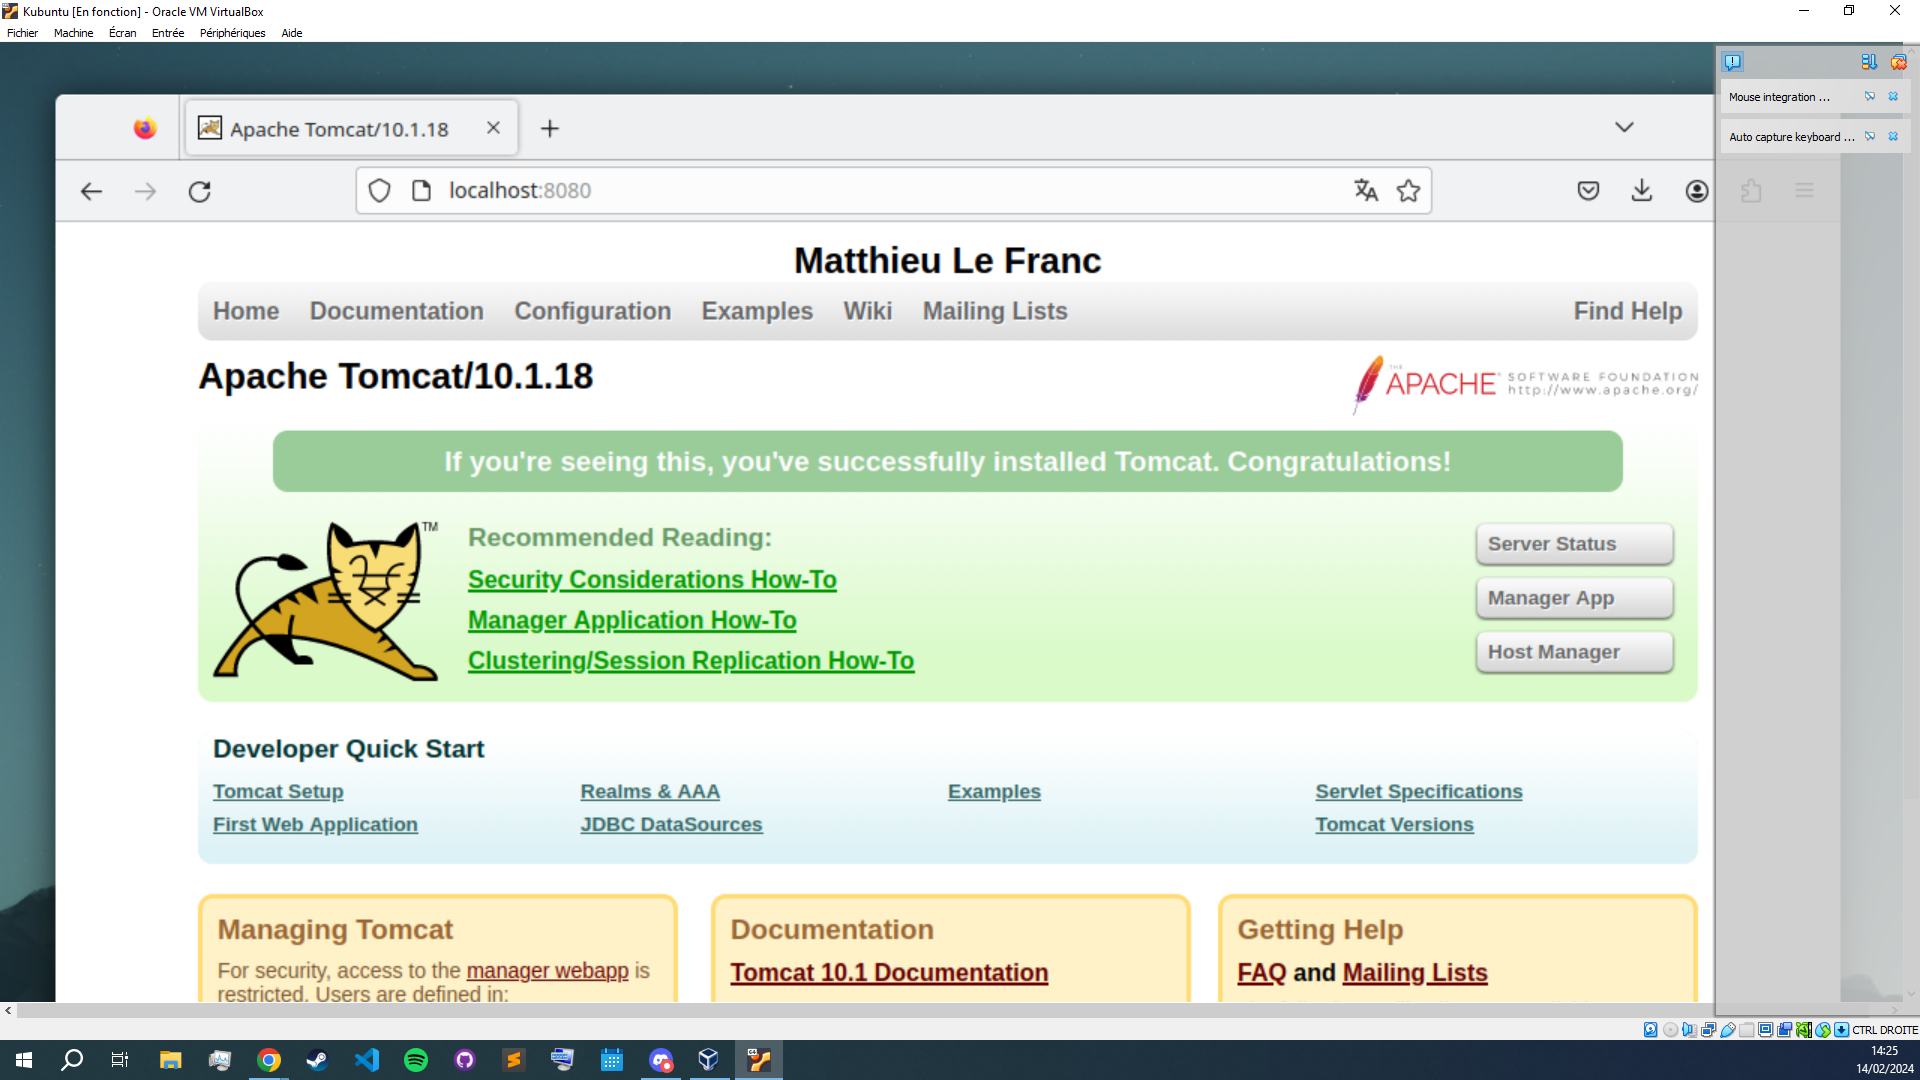 Kubuntu [En fonction] - Oracle VM VirtualBox
Fichier Machine Écran Entrée Périphériques Aide
Mouse integration ...
Auto capture keyboard ...
Apache Tomcat/10.1.18
localhost:8080
Matthieu Le Franc
Home Documentation Configuration Examples Wiki Mailing Lists Find Help
Apache Tomcat/10.1.18
THE APACHE® SOFTWARE FOUNDATION
http://www.apache.org/
If you're seeing this, you've successfully installed Tomcat. Congratulations!
TM
Recommended Reading:
Security Considerations How-To
Manager Application How-To
Clustering/Session Replication How-To
Server Status
Manager App
Host Manager
Developer Quick Start
Tomcat Setup
First Web Application
Realms & AAA
JDBC DataSources
Examples
Servlet Specifications
Tomcat Versions
Managing Tomcat
For security, access to the manager webapp is
restricted. Users are defined in:
Documentation
Tomcat 10.1 Documentation
Getting Help
FAQ and Mailing Lists
CTRL DROITE
14:25
14/02/2024